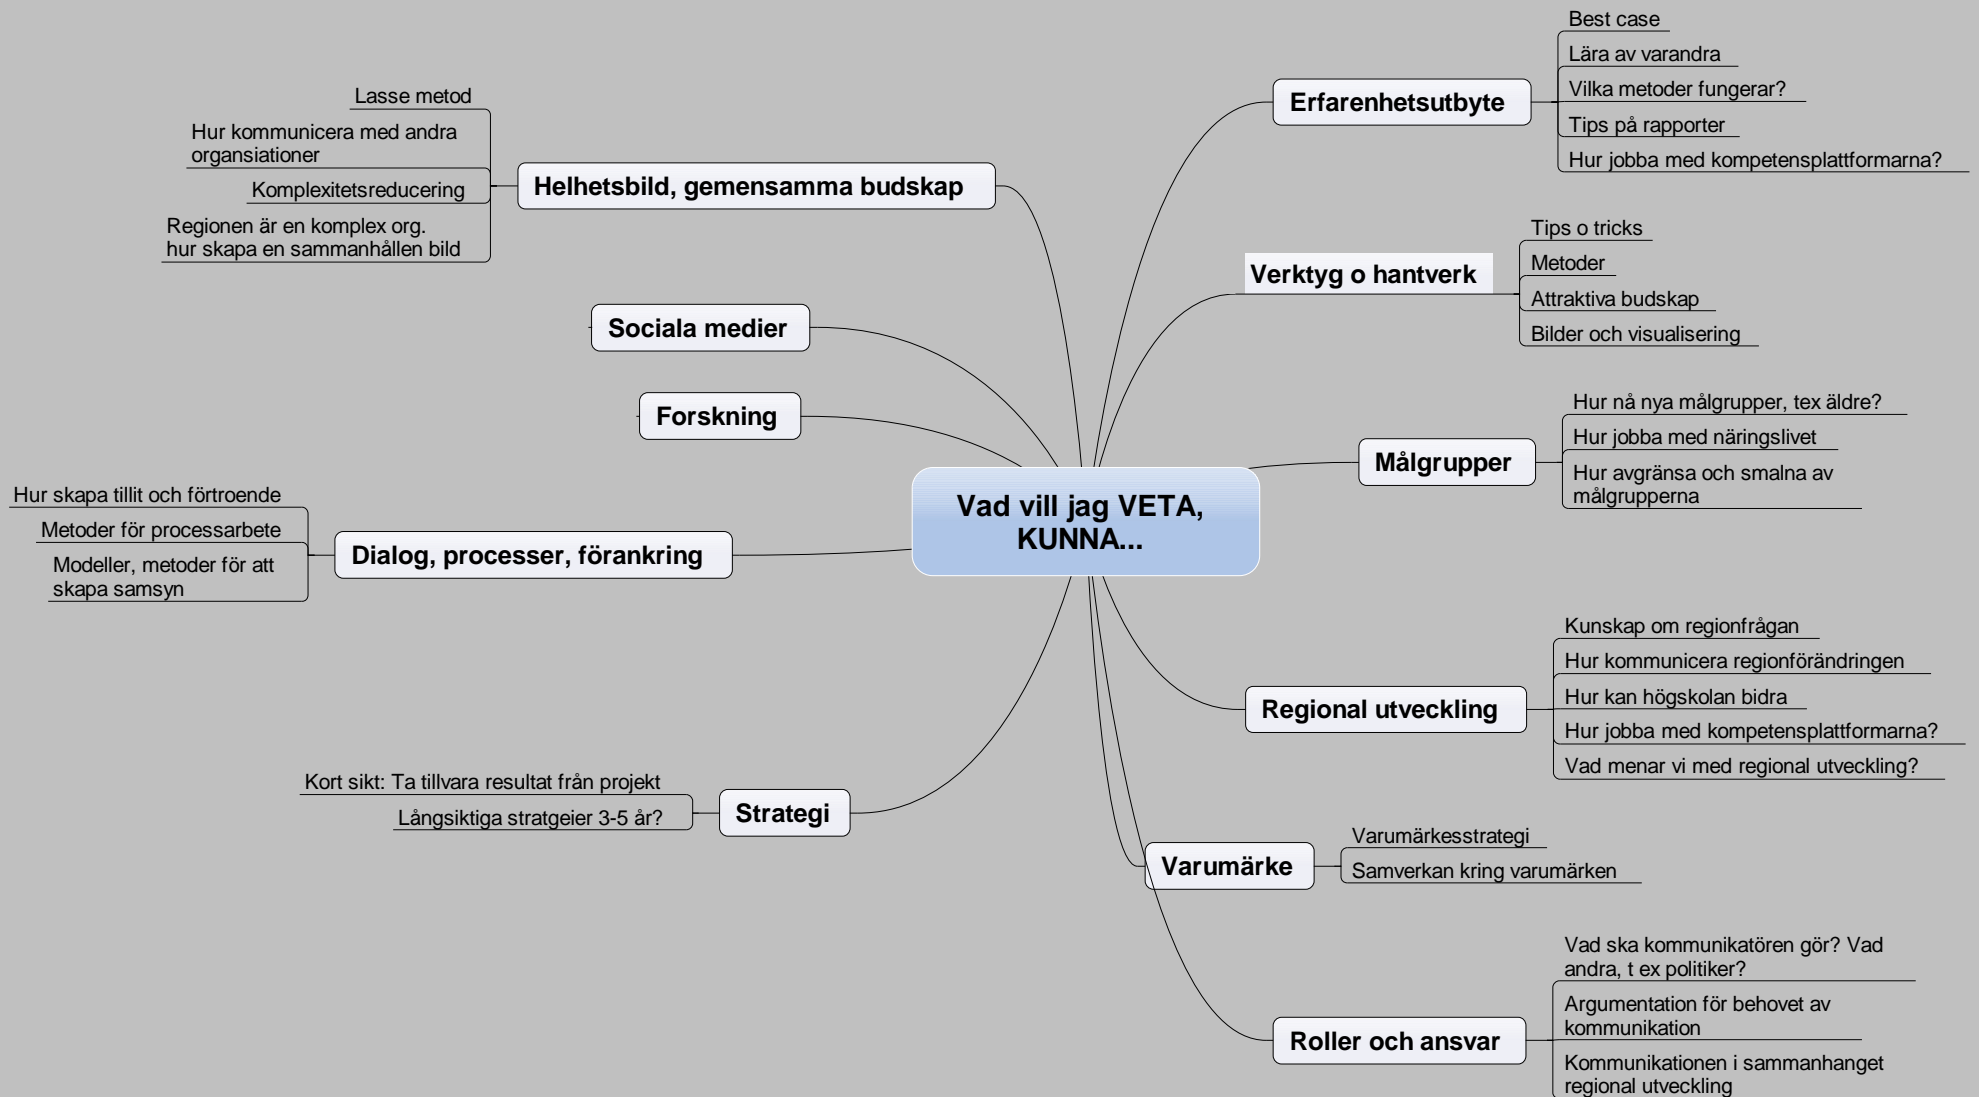 Vad vill jag VETA,
KUNNA...
Erfarenhetsutbyte
Best case
Lära av varandra
Vilka metoder fungerar?
Tips på rapporter
Hur jobba med kompetensplattformarna?
Verktyg o hantverk
Tips o tricks
Metoder
Attraktiva budskap
Bilder och visualisering
Målgrupper
Hur nå nya målgrupper, tex äldre?
Hur jobba med näringslivet
Hur avgränsa och smalna av
målgrupperna
Regional utveckling
Kunskap om regionfrågan
Hur kommunicera regionförändringen
Hur kan högskolan bidra
Hur jobba med kompetensplattformarna?
Vad menar vi med regional utveckling?
Varumärke
Varumärkesstrategi
Samverkan kring varumärken
Roller och ansvar
Vad ska kommunikatören gör? Vad
andra, t ex politiker?
Argumentation för behovet av
kommunikation
Kommunikationen i sammanhanget
regional utveckling
Strategi
Kort sikt: Ta tillvara resultat från projekt
Långsiktiga stratgeier 3-5 år?
Dialog, processer, förankring
Hur skapa tillit och förtroende
Metoder för processarbete
Modeller, metoder för att
skapa samsyn
Forskning
Sociala medier
Helhetsbild, gemensamma budskap
Lasse metod
Hur kommunicera med andra
organsiationer
Komplexitetsreducering
Regionen är en komplex org.
hur skapa en sammanhållen bild